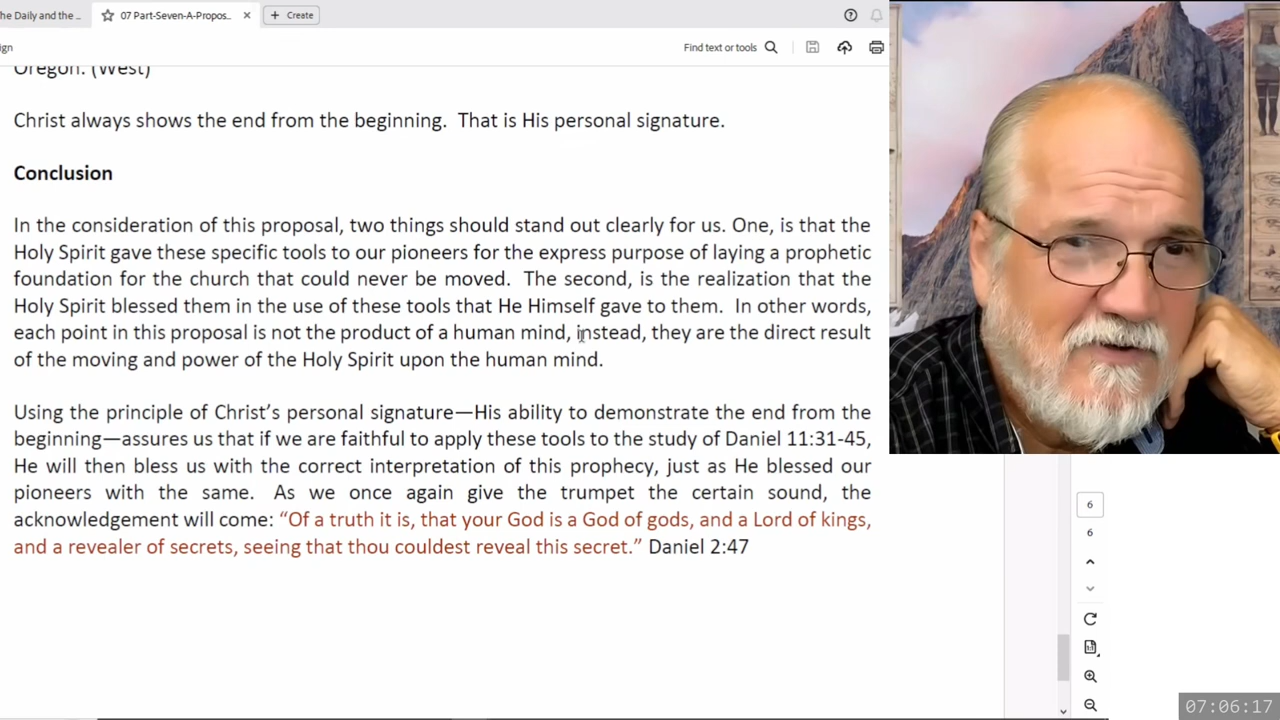 he Daily and the ...
07 Part-Seven-A-Propos...
Create
ign
Find text or tools
Oregon. (West)
Christ always shows the end from the beginning. That is His personal signature.
Conclusion
In the consideration of this proposal, two things should stand out clearly for us. One, is that the
Holy Spirit gave these specific tools to our pioneers for the express purpose of laying a prophetic
foundation for the church that could never be moved. The second, is the realization that the
Holy Spirit blessed them in the use of these tools that He Himself gave to them. In other words,
each point in this proposal is not the product of a human mind, instead, they are the direct result
of the moving and power of the Holy Spirit upon the human mind.
Using the principle of Christ’s personal signature—His ability to demonstrate the end from the
beginning—assures us that if we are faithful to apply these tools to the study of Daniel 11:31-45,
He will then bless us with the correct interpretation of this prophecy, just as He blessed our
pioneers with the same. As we once again give the trumpet the certain sound, the
acknowledgement will come: “Of a truth it is, that your God is a God of gods, and a Lord of kings,
and a revealer of secrets, seeing that thou couldest reveal this secret.” Daniel 2:47
6
6
07:06:17